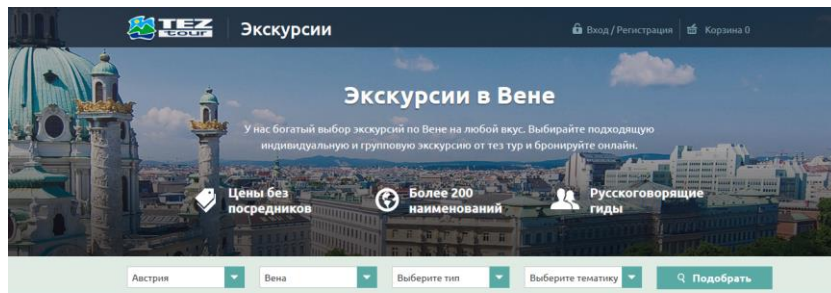 TEZ TOUR
Экскурсии
Вход / Регистрация
Корзина 0
Экскурсии в Вене
У нас богатый выбор экскурсий по Вене на любой вкус. Выбирайте подходящую
индивидуальную и групповую экскурсию от тез тур и бронируйте онлайн.
Цены без
посредников
Более 200
наименований
Русскоговорящие
гиды
Австрия
Вена
Выберите тип
Выберите тематику
Подобрать